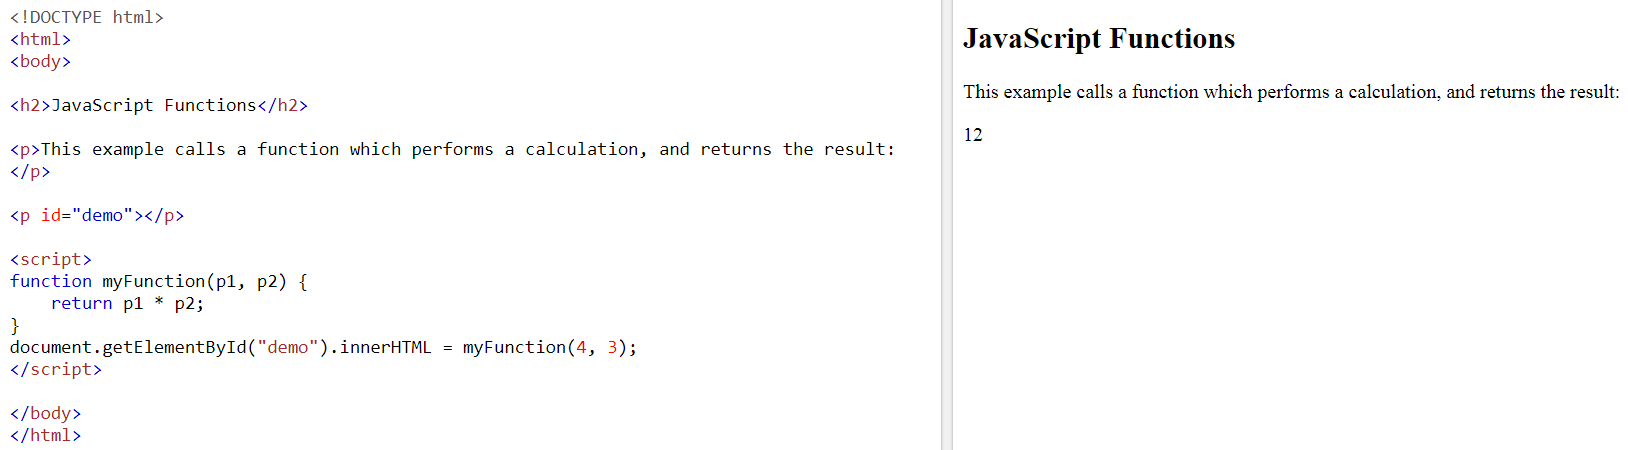 <!DOCTYPE html>
<html>
<body>
<h2>JavaScript Functions</h2>
<p>This example calls a function which performs a calculation, and returns the result:
</p>
<p id="demo"></p>
<script>
function myFunction(p1, p2) {
    return p1 * p2;
}
document.getElementById("demo").innerHTML = myFunction(4, 3);
</script>
</body>
</html>
JavaScript Functions
This example calls a function which performs a calculation, and returns the result:
12